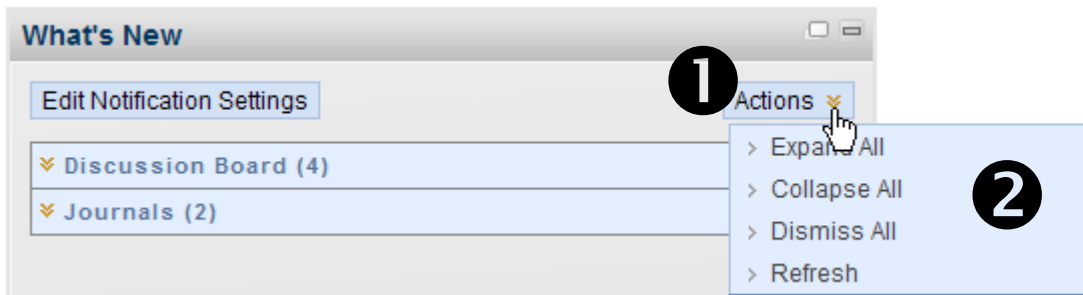 What's New
Edit Notification Settings
1
Actions
Discussion Board (4)
Journals (2)
Expand All
Collapse All
Dismiss All
Refresh
2